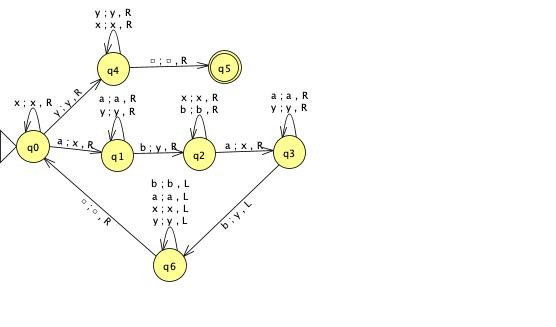 y ; y , R
x ; x , R
q4
□ ; □ , R
q5
y ; y , R
x ; x , R
q0
a ; x , R
a ; a , R
y ; y , R
q1
b ; y , R
x ; x , R
b ; b , R
q2
a ; x , R
a ; a , R
y ; y , R
q3
b ; y , L
b ; b , L
a ; a , L
x ; x , L
y ; y , L
q6
□ ; □ , R